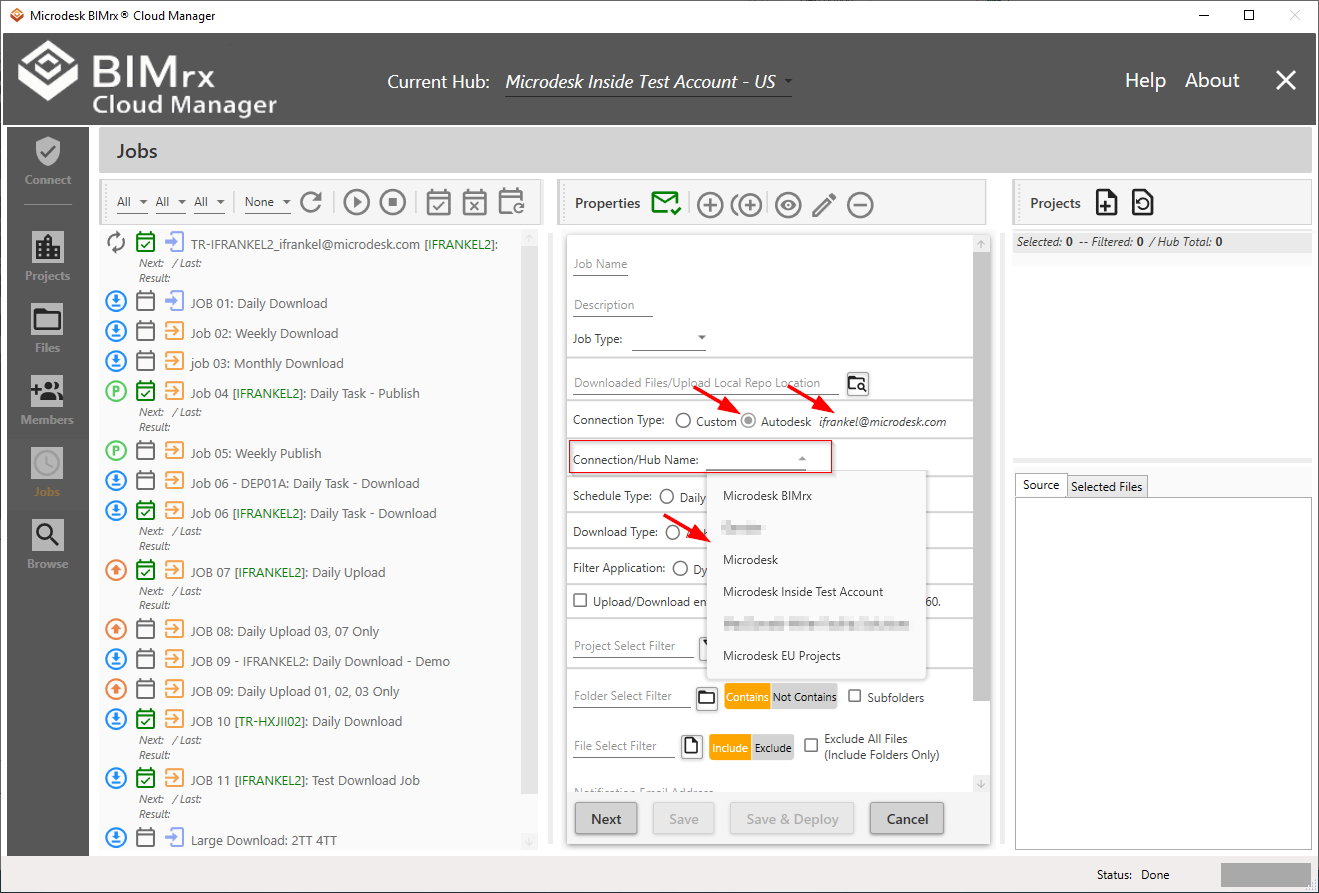 Microdesk BIMrx® Cloud Manager
BIMrx
Cloud Manager
Current Hub: Microdesk Inside Test Account - US
Help About
Connect
Projects
Files
Members
Jobs
Browse
Jobs
All All All None
TR-IFRANKEL2_ifrankel@microdesk.com [IFRANKEL2]:
Next: / Last:
Result:
JOB 01: Daily Download
Job 02: Weekly Download
job 03: Monthly Download
P Job 04 [IFRANKEL2]: Daily Task - Publish
Next: / Last:
Result:
P Job 05: Weekly Publish
Job 06 - DEP01A: Daily Task - Download
Job 06 [IFRANKEL2]: Daily Task - Download
Next: / Last:
Result:
JOB 07 [IFRANKEL2]: Daily Upload
Next: / Last:
Result:
JOB 08: Daily Upload 03, 07 Only
JOB 09 - IFRANKEL2: Daily Download - Demo
JOB 09: Daily Upload 01, 02, 03 Only
JOB 10 [TR-HXJII02]: Daily Download
Next: / Last:
Result:
JOB 11 [IFRANKEL2]: Test Download Job
Next: / Last:
Result:
Large Download: 2TT 4TT
Properties
Job Name
Description
Job Type:
Downloaded Files/Upload Local Repo Location
Connection Type: Custom Autodesk ifrankel@microdesk.com
Connection/Hub Name:
Microdesk BIMrx
Microdesk
Microdesk Inside Test Account
Microdesk EU Projects
Schedule Type: Daily
Download Type:
Filter Application: Dy
Upload/Download en 60.
Project Select Filter
Folder Select Filter Contains Not Contains Subfolders
File Select Filter Include Exclude Exclude All Files
(Include Folders Only)
Notification Email Address
Next Save Save & Deploy Cancel
Projects
Selected: 0 -- Filtered: 0 / Hub Total: 0
Source Selected Files
Status: Done